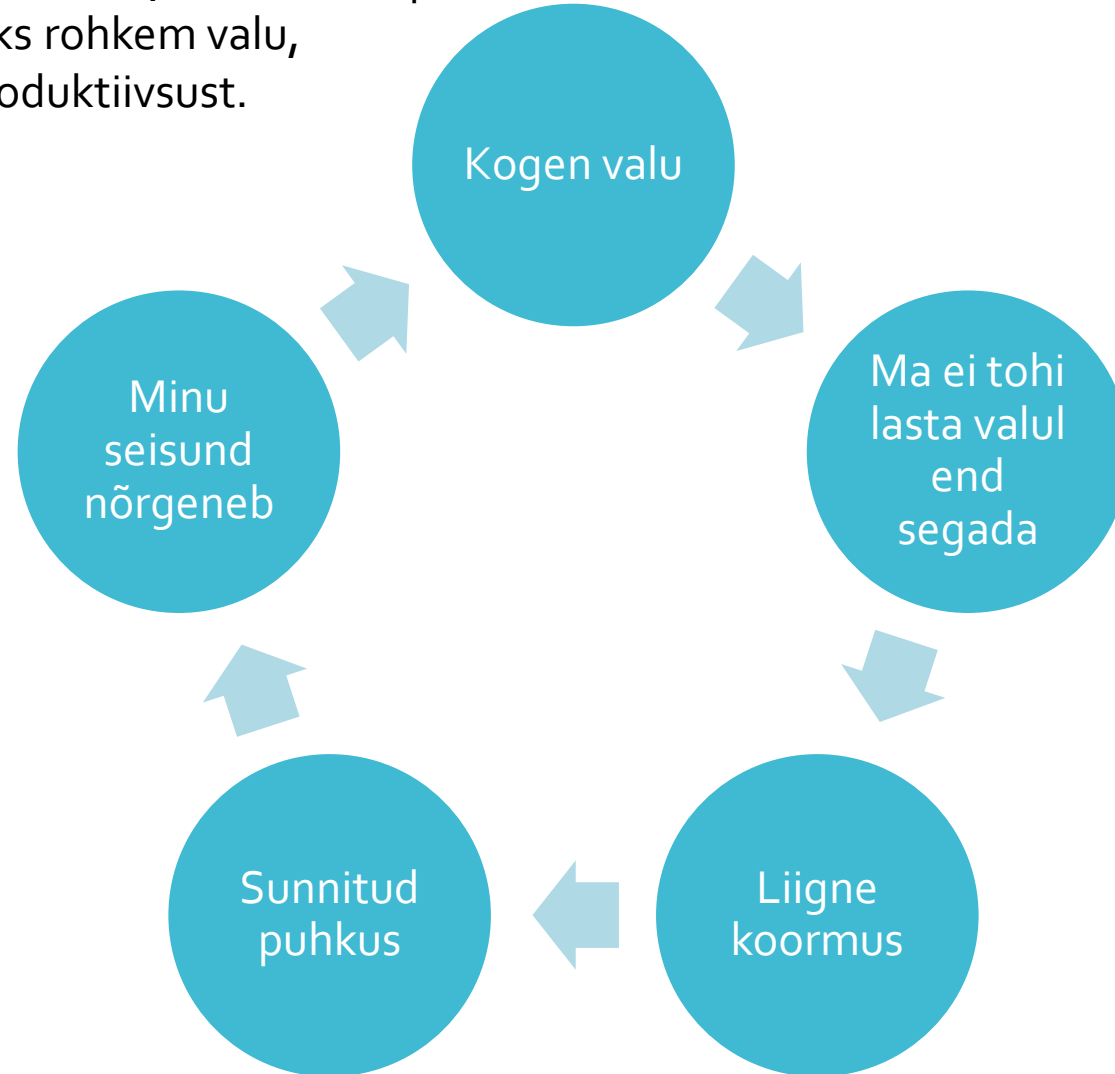 ks rohkem valu,
oduktiivsust.
Kogen valu
Ma ei tohi
lasta valul
end
segada
Liigne
koormus
Sunnitud
puhkus
Minu
seisund
nõrgeneb